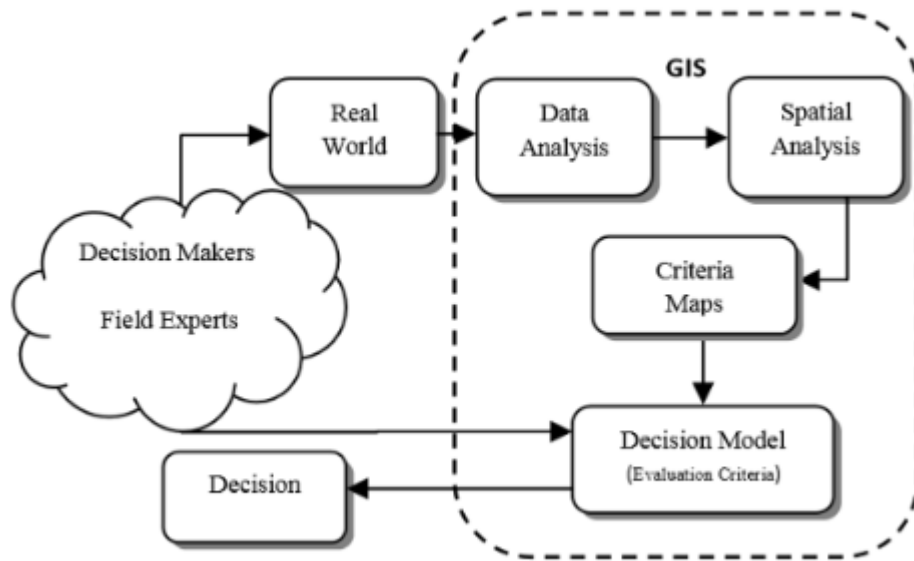 GIS
Real
World
Data
Analysis
Spatial
Analysis
Decision Makers
Field Experts
Criteria
Maps
Decision Model
(Evaluation Criteria)
Decision